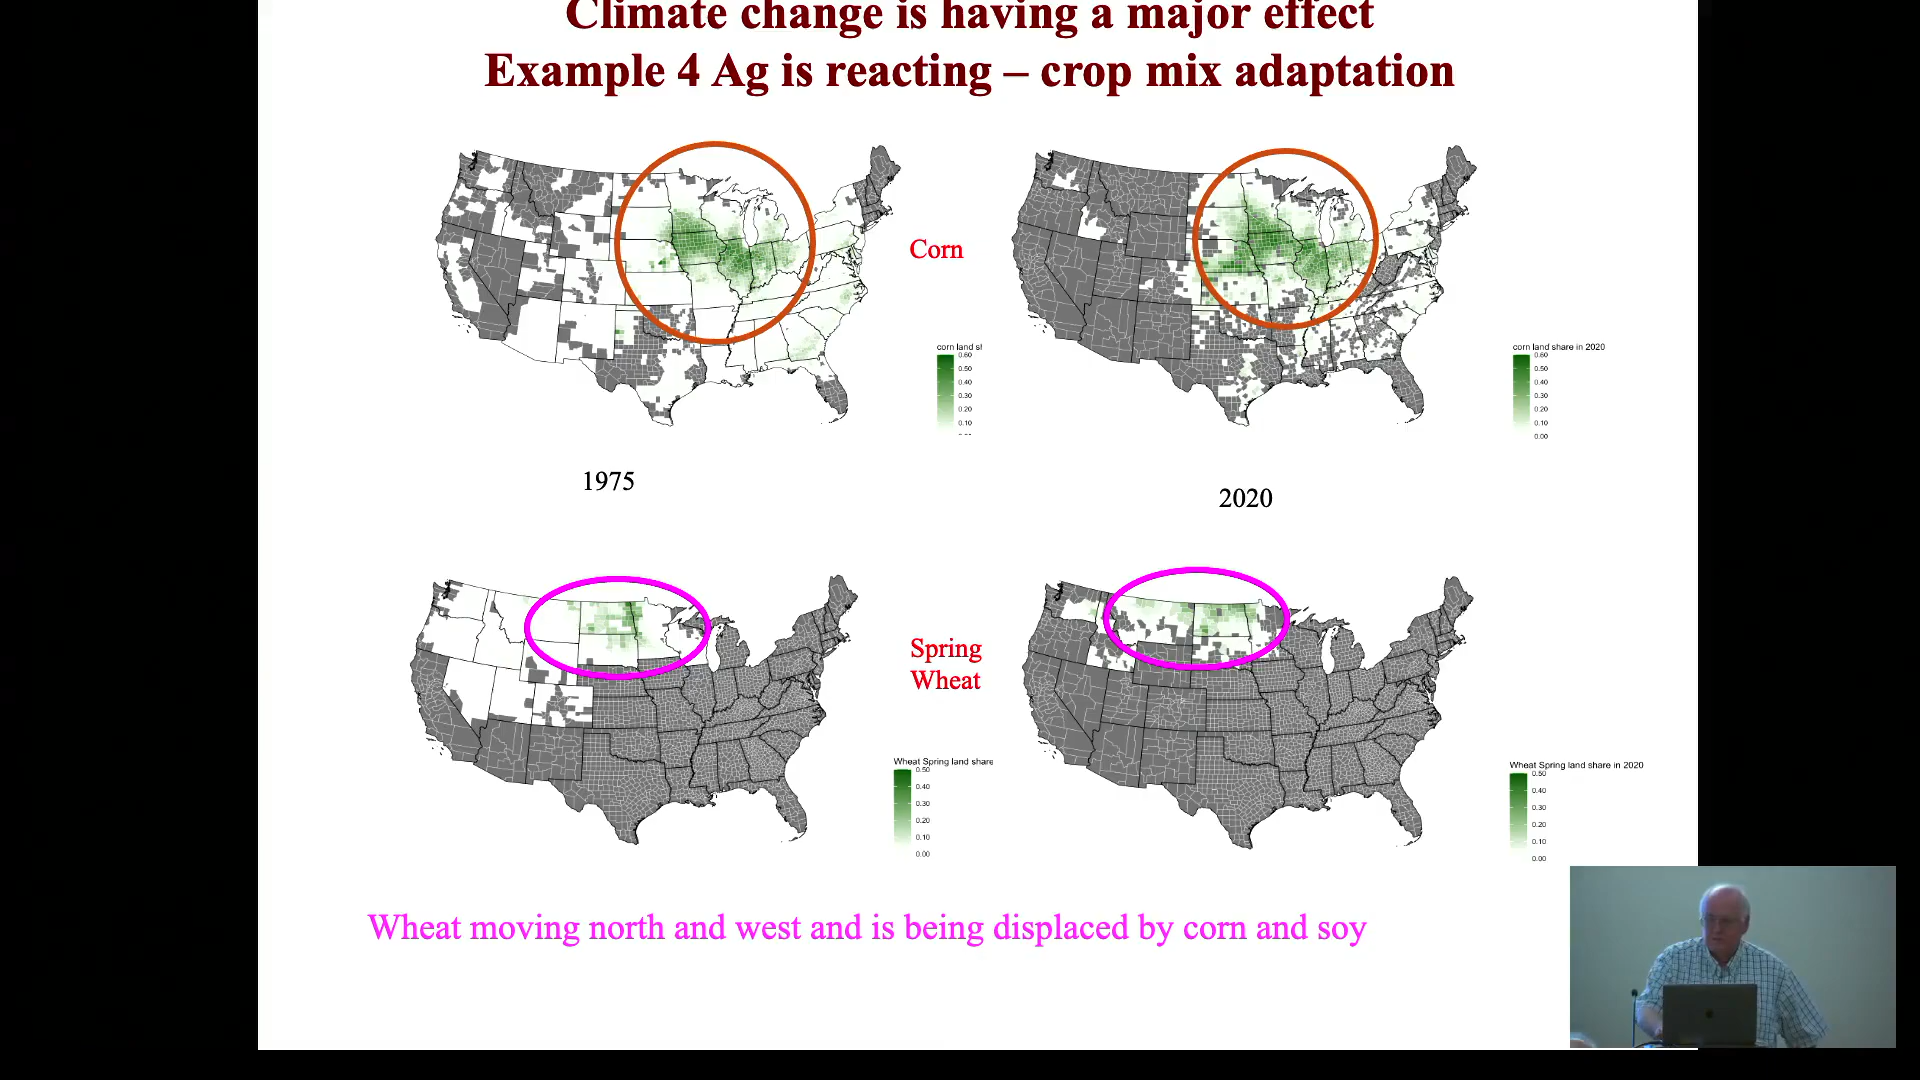 Climate change is having a major effect
Example 4 Ag is reacting – crop mix adaptation
Corn
corn land sh
0.60
0.50
0.40
0.30
0.20
0.10
corn land share in 2020
0.60
0.50
0.40
0.30
0.20
0.10
0.00
1975
2020
Spring
Wheat
Wheat Spring land share
0.50
0.40
0.30
0.20
0.10
0.00
Wheat Spring land share in 2020
0.50
0.40
0.30
0.20
0.10
0.00
Wheat moving north and west and is being displaced by corn and soy